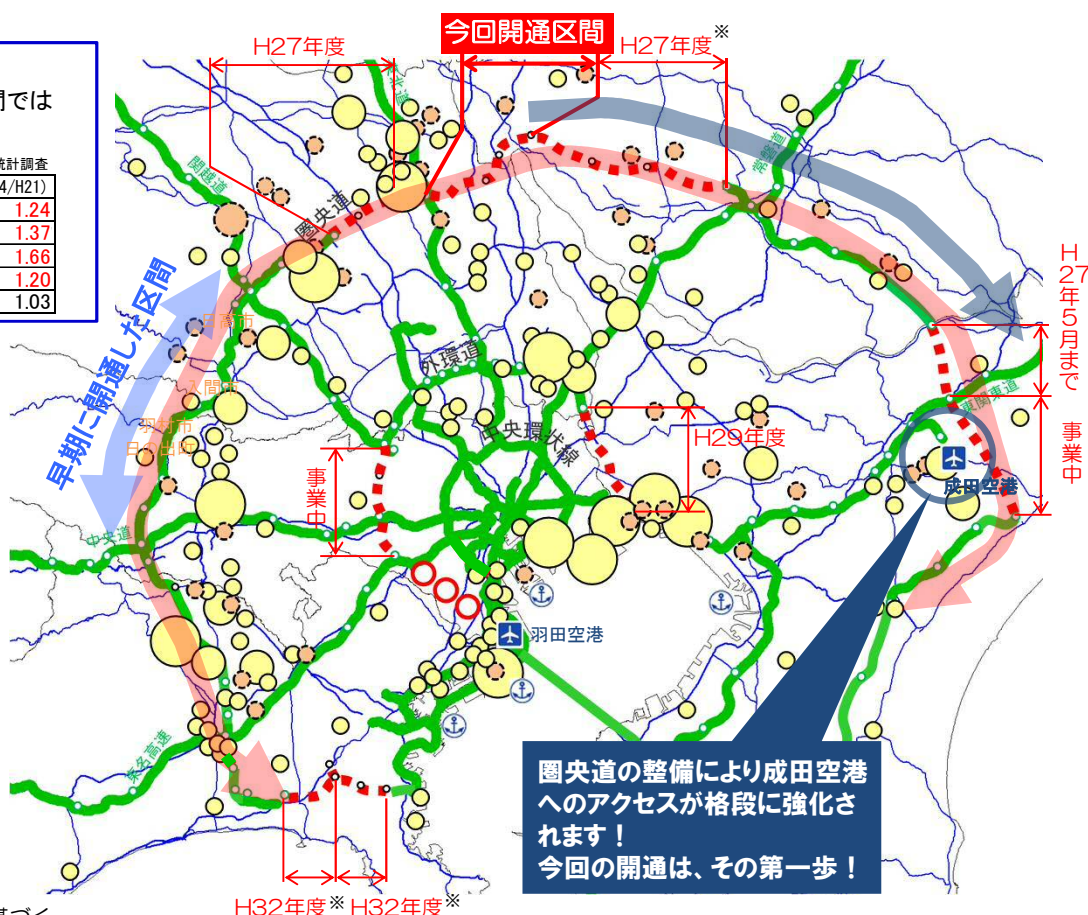 今回開通区間
H27年度
H27年度※
間では
統計調査
4/H21)
1.24
1.37
1.66
1.20
1.03
関越道
圏央道
常磐道
早期に開通した区間
日高市
入間市
羽村市
日の出町
外環道
中央環状線
H29年度
H27年5月まで
東関東道
事業中
事業中
成田空港
中央道
羽田空港
東名高速
圏央道の整備により成田空港
へのアクセスが格段に強化さ
れます!
今回の開通は、その第一歩!
H32年度※
H32年度※